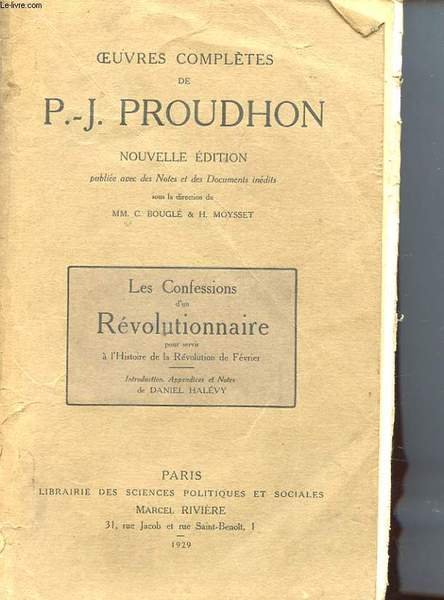 ŒUVRES COMPLÈTES
DE
P.-J. PROUDHON
NOUVELLE ÉDITION
publiée avec des Notes et des Documents inédits
sous la direction de
MM. C. BOUGLÉ & H. MOYSSET
Les Confessions
d'un
Révolutionnaire
pour servir
à l'Histoire de la Révolution de Février
Introduction, Appendices et Notes
de DANIEL HALÉVY
PARIS
LIBRAIRIE DES SCIENCES POLITIQUES ET SOCIALES
MARCEL RIVIÈRE
31, rue Jacob et rue Saint-Benoît, 1
1929
Le-livre.com